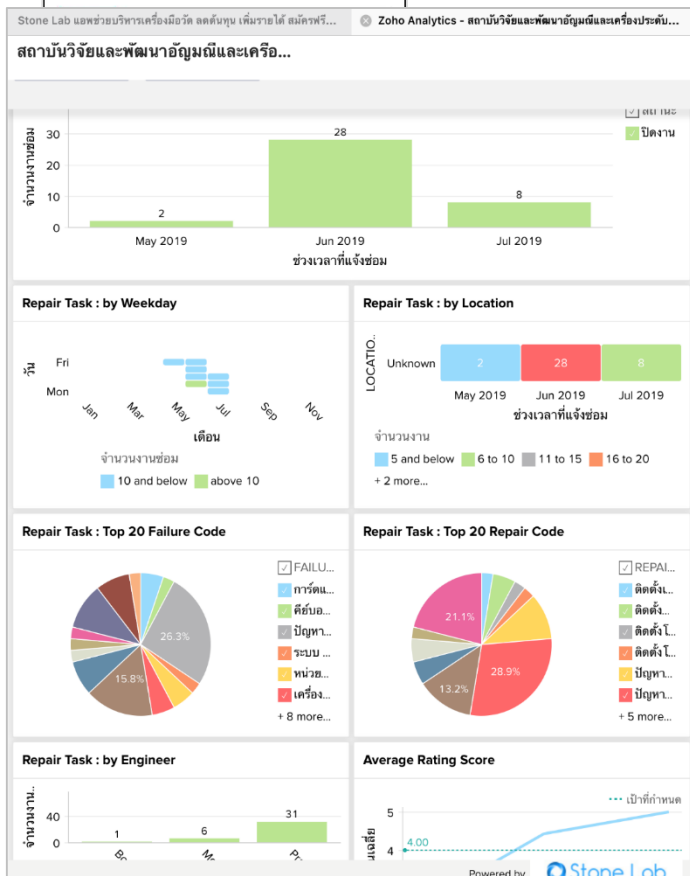 Stone Lab แอพช่วยบริหารเครื่องมือวัด ลดต้นทุน เพิ่มรายได้ สมัครฟรี...
Zoho Analytics - สถาบันวิจัยและพัฒนาอัญมณีและเครื่องประดับ...
สถาบันวิจัยและพัฒนาอัญมณีและเครือ...
สถานะ
ปิดงาน
จำนวนงานซ่อม
30
20
10
0
2
28
8
May 2019
Jun 2019
Jul 2019
ช่วงเวลาที่แจ้งซ่อม
Repair Task : by Weekday
วัน
Fri
Mon
Jan
Mar
May
Jul
Sep
Nov
เดือน
จำนวนงานซ่อม
10 and below
above 10
Repair Task : by Location
LOCATIO..
Unknown
2
28
8
May 2019
Jun 2019
Jul 2019
ช่วงเวลาที่แจ้งซ่อม
จำนวนงาน
5 and below
6 to 10
11 to 15
16 to 20
+ 2 more...
Repair Task : Top 20 Failure Code
26.3%
15.8%
FAILU...
การ์ดแ...
คีย์บอ...
ปัญหา...
ระบบ ...
หน่วย...
เครื่อง...
+ 8 more...
Repair Task : Top 20 Repair Code
21.1%
28.9%
13.2%
REPAI...
ติดตั้งเ...
ติดตั้ง...
ติดตั้ง โ...
ติดตั้ง โ...
ปัญหา...
ปัญหา...
+ 5 more...
Repair Task : by Engineer
จำนวนงาน..
40
0
1
6
31
Average Rating Score
เป้าที่กำหนด
5
4
4.00
Powered by
Stone Lab